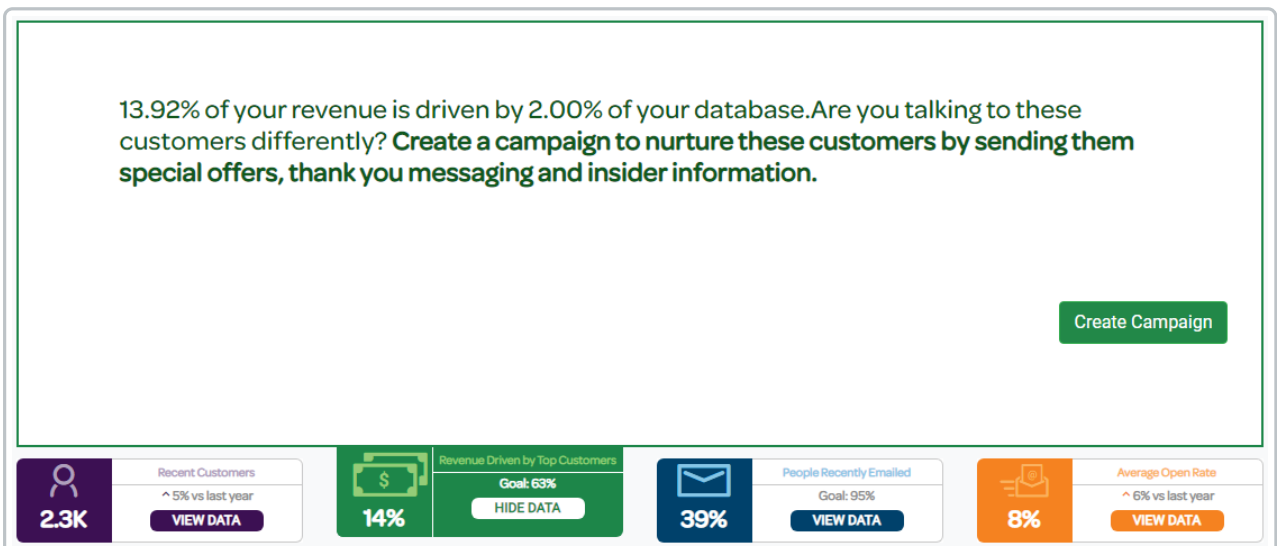 13.92% of your revenue is driven by 2.00% of your database.Are you talking to these
customers differently? Create a campaign to nurture these customers by sending them
special offers, thank you messaging and insider information.
Create Campaign
2.3K
Recent Customers
^ 5% vs last year
VIEW DATA
$
14%
Revenue Driven by Top Customers
Goal: 63%
HIDE DATA
39%
People Recently Emailed
Goal: 95%
VIEW DATA
@
8%
Average Open Rate
^ 6% vs last year
VIEW DATA